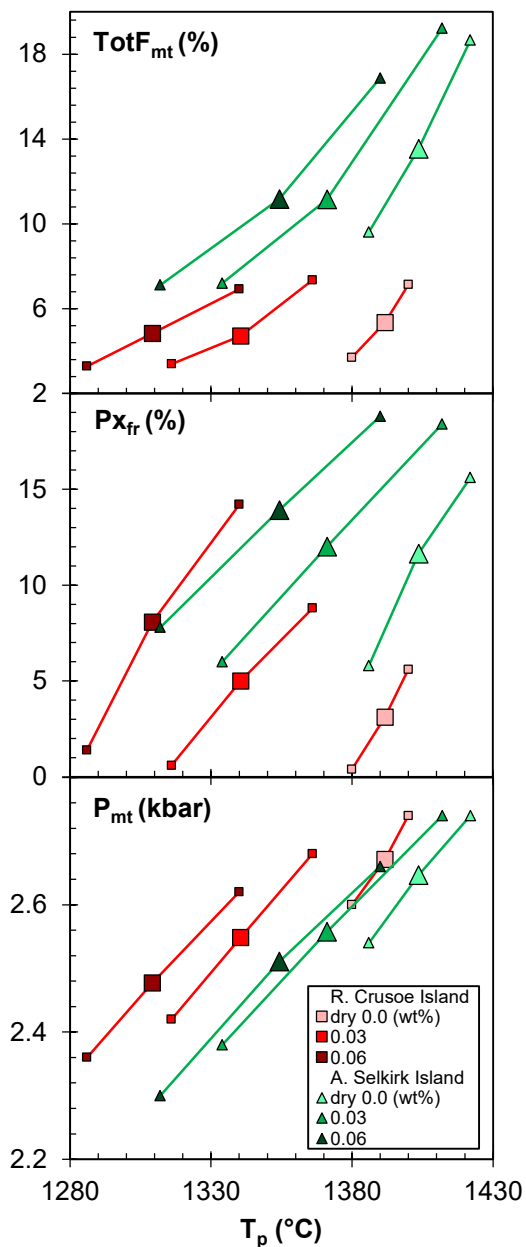 TotFmt (%)
18
14
10
6
2
Pxfr (%)
15
10
5
0
Pmt (kbar)
2.6
2.4
2.2
R. Crusoe Island
dry 0.0 (wt%)
0.03
0.06
A. Selkirk Island
dry 0.0 (wt%)
0.03
0.06
1280 1330 1380 1430
Tp (°C)